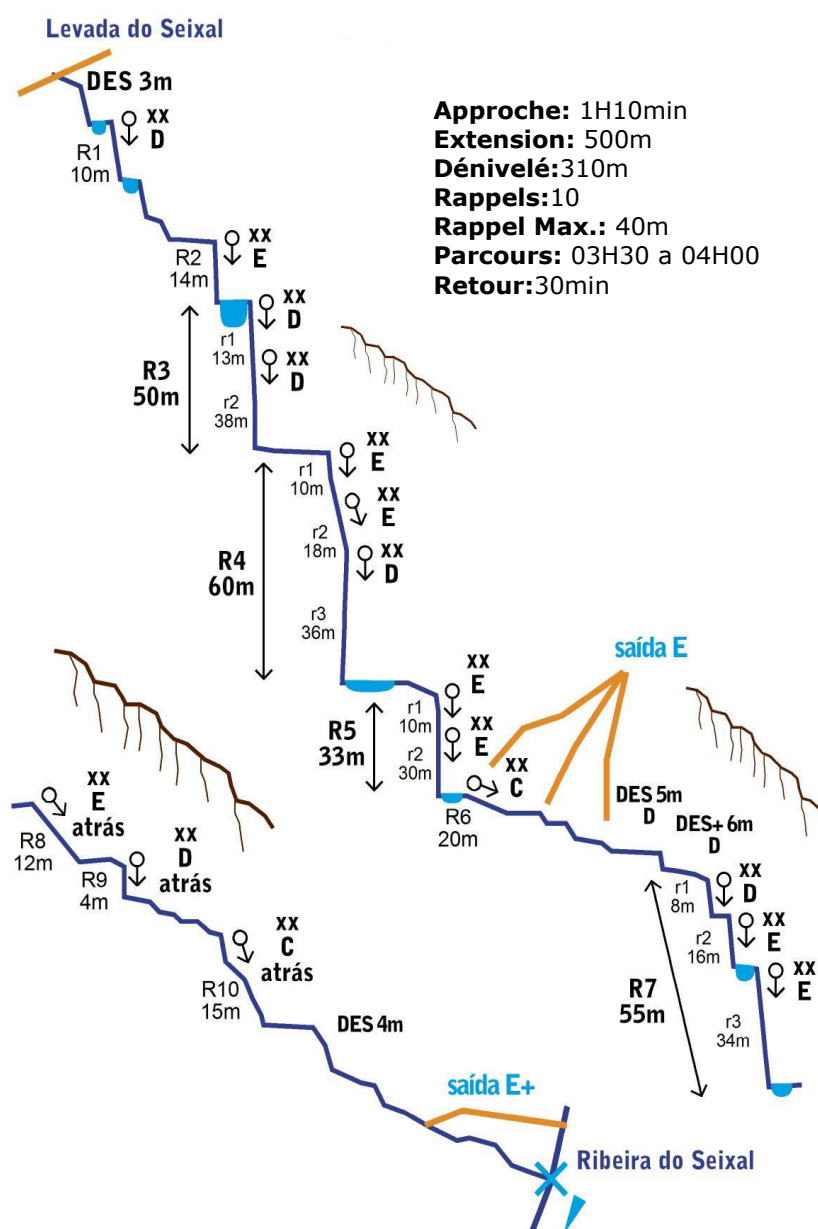 Levada do Seixal
DES 3m
xx
D
R1
10m
Approche: 1H10min
Extension: 500m
Dénivelé:310m
Rappels:10
Rappel Max.: 40m
Parcours: 03H30 a 04H00
Retour:30min
xx
E
R2
14m
xx
D
r1
13m
xx
D
R3
50m
r2
38m
xx
E
r1
10m
xx
E
r2
18m
xx
D
R4
60m
r3
36m
saída E
xx
E
r1
10m
xx
E
R5
33m
r2
30m
xx
C
R6
20m
DES 5m
D
DES+ 6m
D
xx
D
r1
8m
xx
E
r2
16m
xx
E
R7
55m
r3
34m
xx
E
atrás
R8
12m
xx
D
atrás
R9
4m
xx
C
atrás
R10
15m
DES 4m
saída E+
Ribeira do Seixal